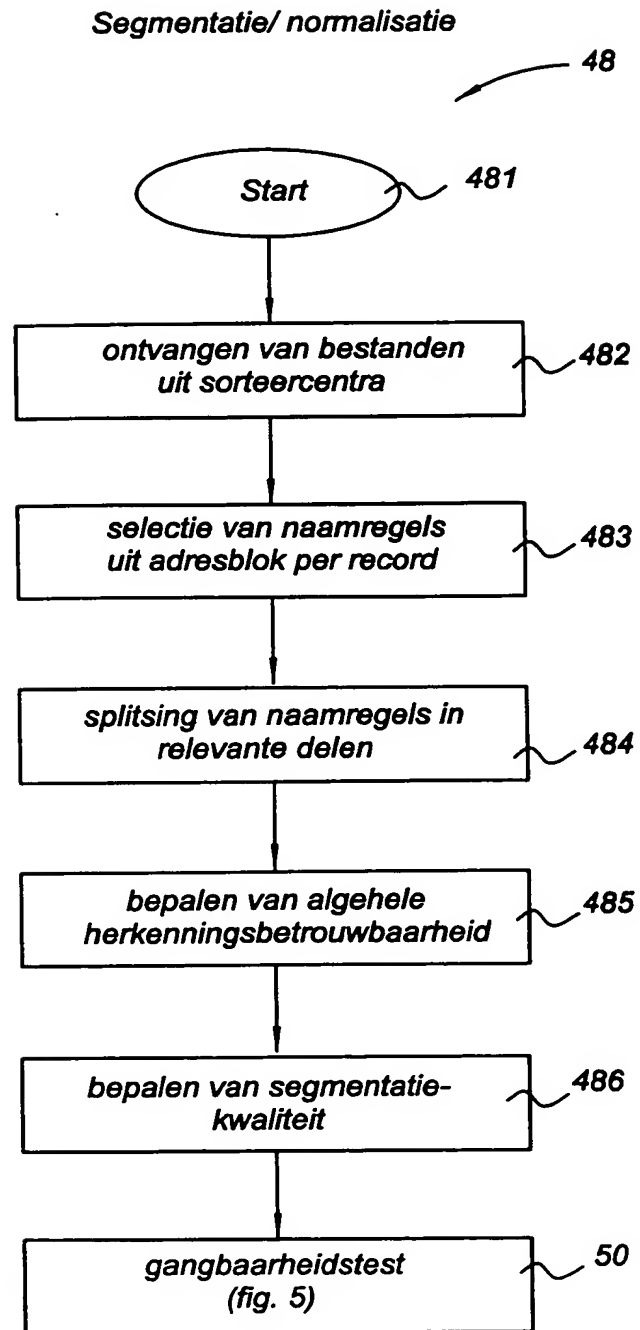 Segmentatie/ normalisatie
48
Start
481
ontvangen van bestanden
uit sorteercentra
482
selectie van naamregels
uit adresblok per record
483
splitsing van naamregels in
relevante delen
484
bepalen van algehele
herkenningsbetrouwbaarheid
485
bepalen van segmentatie-
kwaliteit
486
gangbaarheidstest
(fig. 5)
50